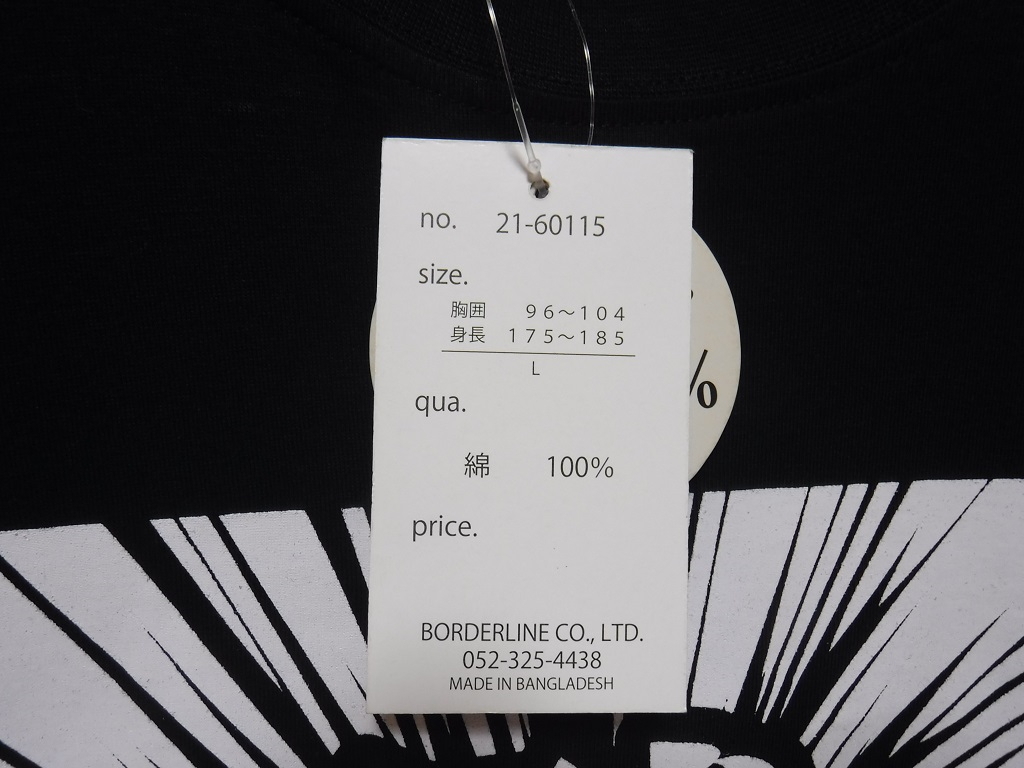 no. 21-60115
size.
胸囲 96〜104
身長 175〜185
L
qua.
綿 100%
price.
BORDERLINE CO., LTD.
052-325-4438
MADE IN BANGLADESH
%